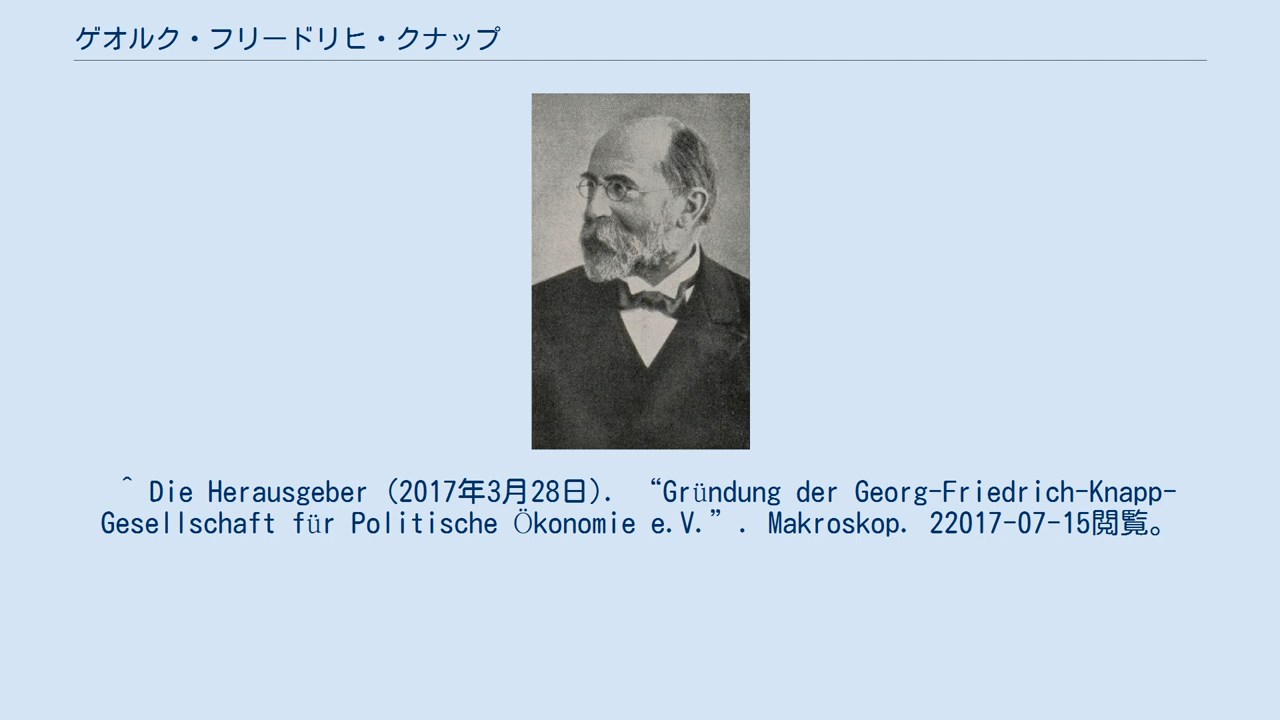 ゲオルク・フリードリヒ・クナップ
^ Die Herausgeber (2017年3月28日). “Gründung der Georg-Friedrich-Knapp-
Gesellschaft für Politische Ökonomie e.V.”. Makroskop. 22017-07-15閲覧。